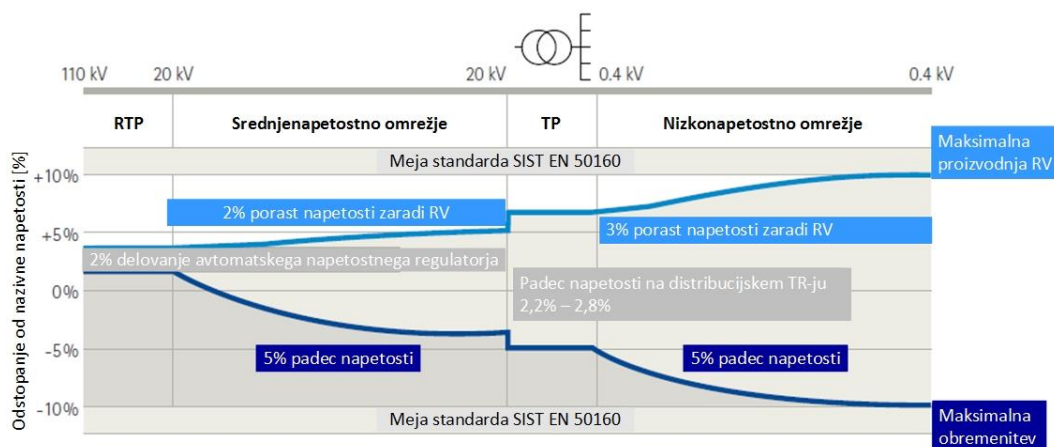 110 kV
20 kV
20 kV
0.4 kV
0.4 kV
RTP
Srednjenapetostno omrežje
TP
Nizkonapetostno omrežje
Meja standarda SIST EN 50160
Maksimalna
proizvodnja RV
Odstopanje od nazivne napetosti [%]
+10%
2% porast napetosti zaradi RV
+5%
3% porast napetosti zaradi RV
2% delovanje avtomatskega napetostnega regulatorja
0%
Padec napetosti na distribucijskem TR-ju
2,2% – 2,8%
-5%
5% padec napetosti
5% padec napetosti
-10%
Meja standarda SIST EN 50160
Maksimalna
obremenitev